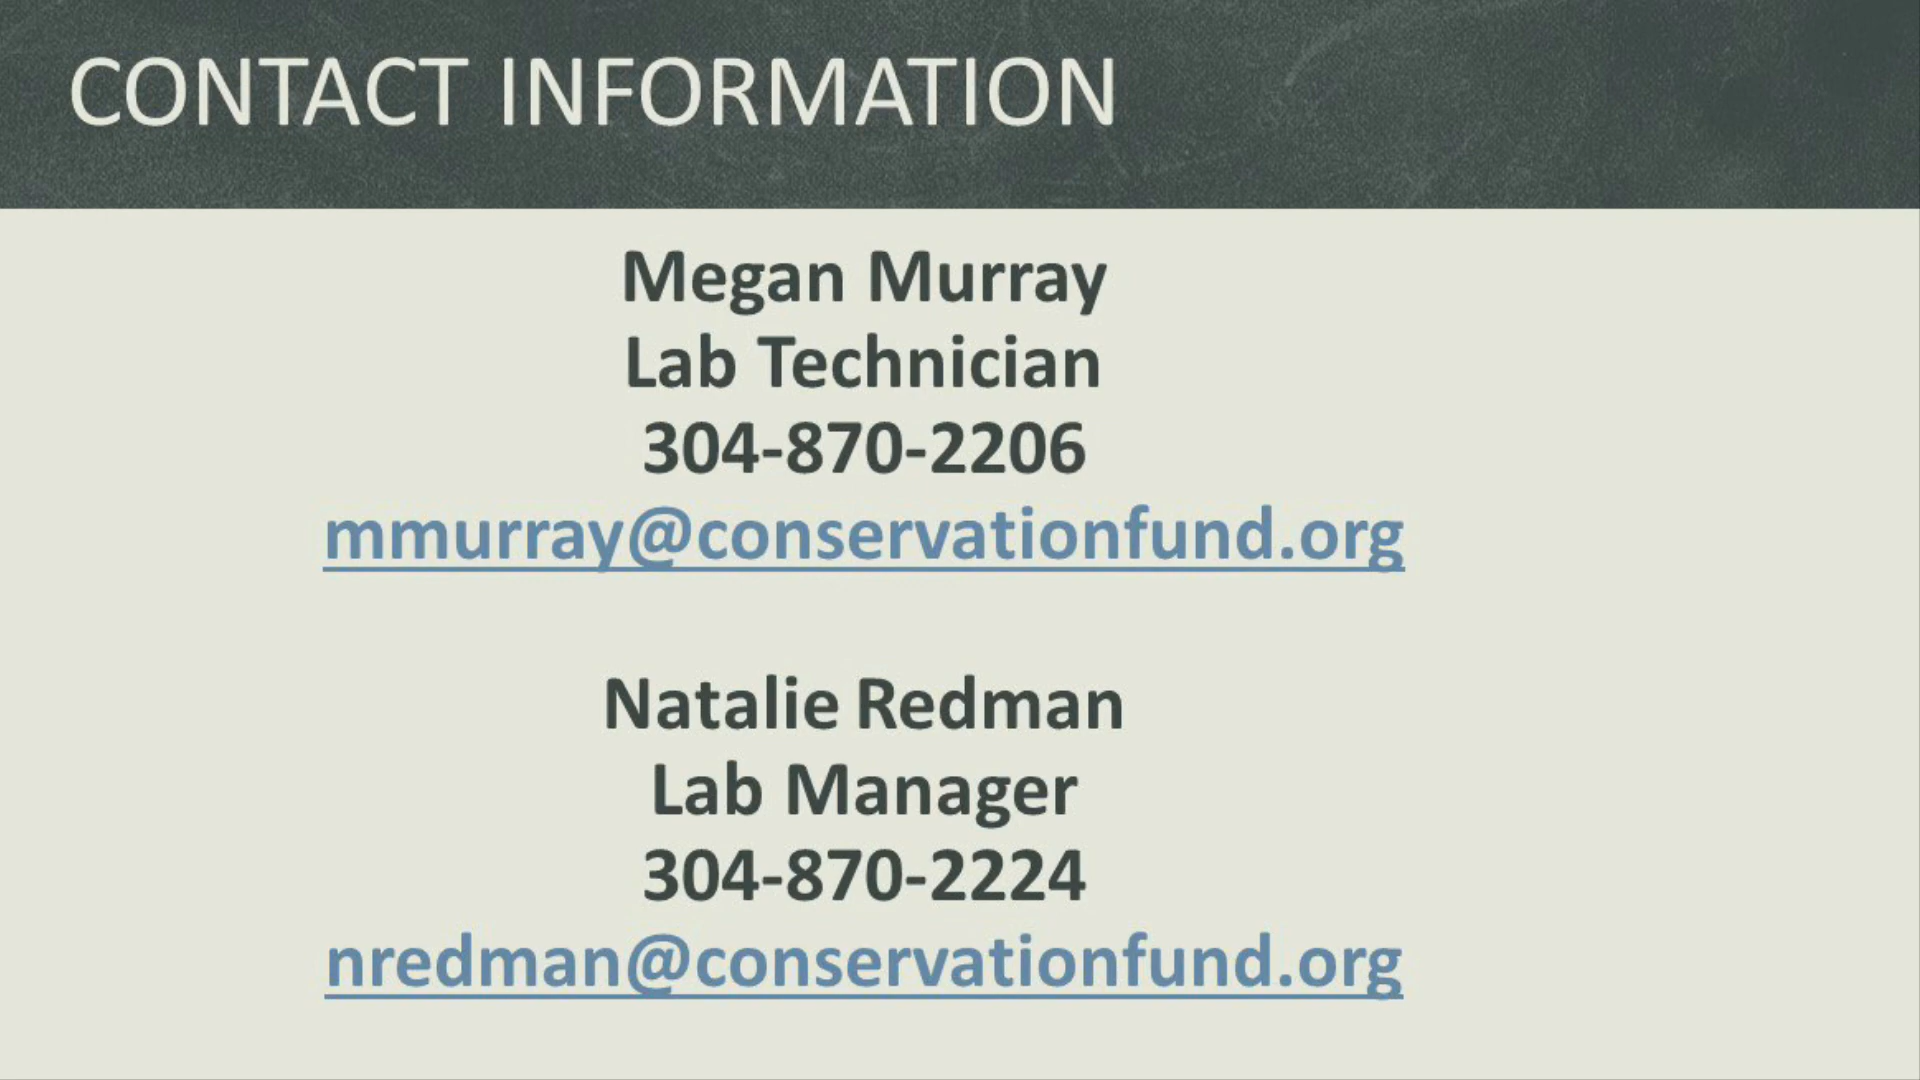 CONTACT INFORMATION
Megan Murray
Lab Technician
304-870-2206
mmurray@conservationfund.org
Natalie Redman
Lab Manager
304-870-2224
nredman@conservationfund.org